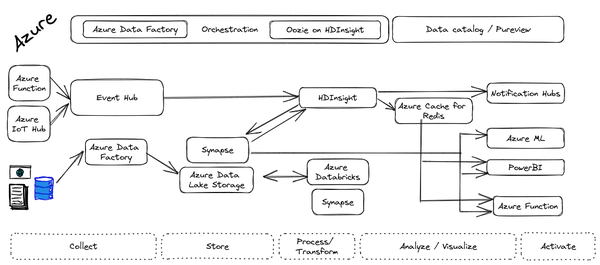 Azure
Azure Data Factory
Orchestration
Oozie on HDInsight
Data catalog / Pureview
Azure
Function
Azure
IoT Hub
Event Hub
HDInsight
Notification Hubs
Azure Cache for
Redis
Azure Data
Factory
Synapse
Azure Data
Lake Storage
Azure
Databricks
Synapse
Azure ML
PowerBI
Azure Function
Collect
Store
Process/
Transform
Analyze / Visualize
Activate